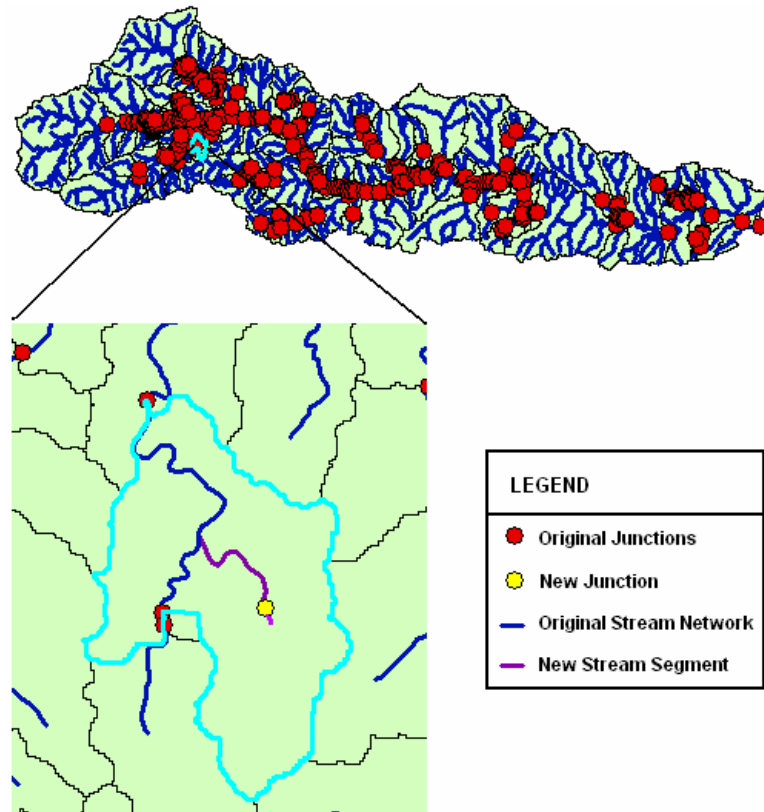 LEGEND
Original Junctions
New Junction
Original Stream Network
New Stream Segment